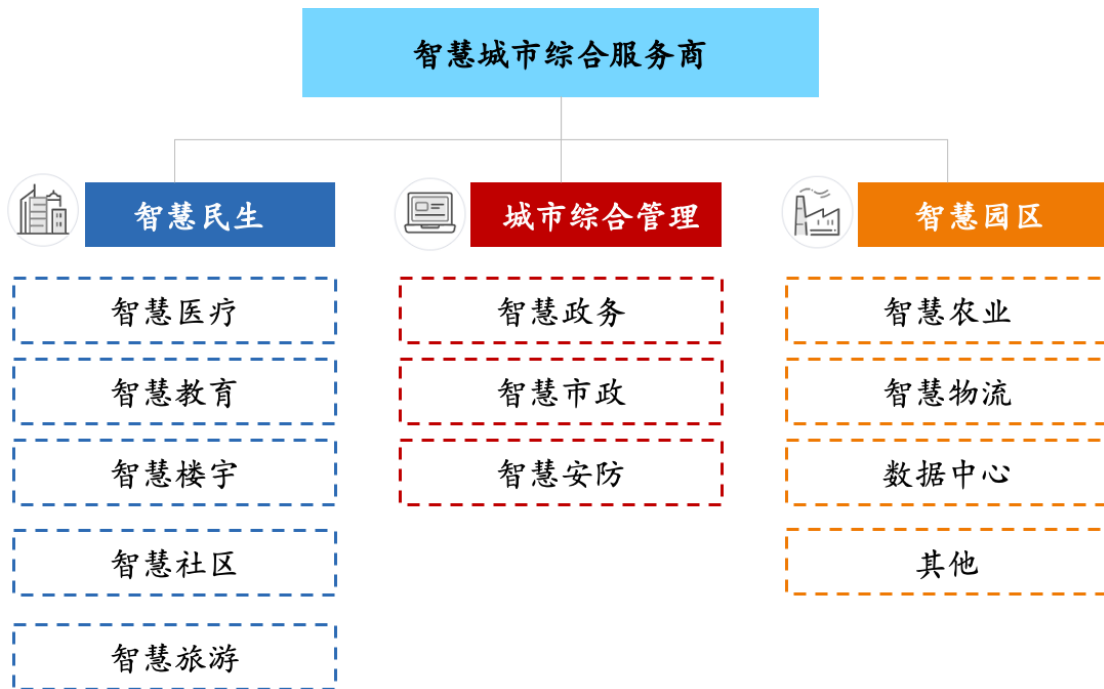 智慧城市综合服务商
智慧民生
智慧医疗
智慧教育
智慧楼宇
智慧社区
智慧旅游
城市综合管理
智慧政务
智慧市政
智慧安防
智慧园区
智慧农业
智慧物流
数据中心
其他